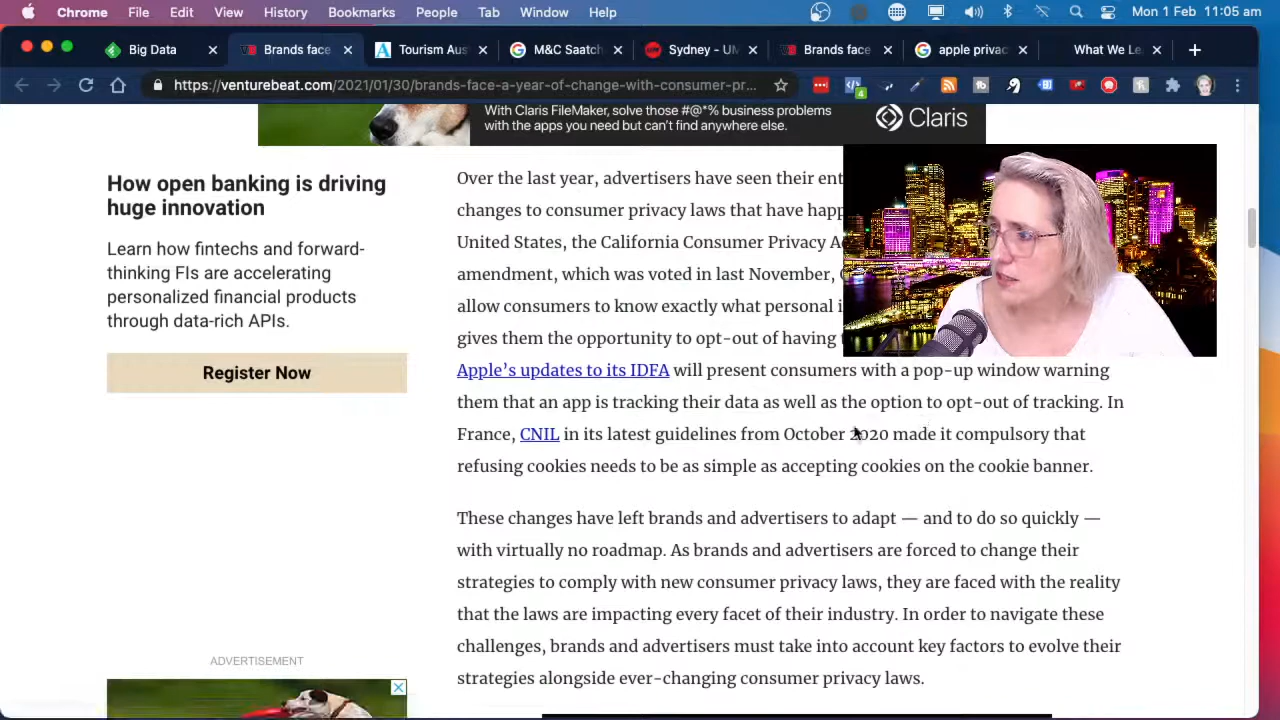 Chrome File Edit View History Bookmarks People Tab Window Help Mon 1 Feb 11:05 am
Big Data Brands face Tourism Aus M&C Saatch Sydney - UM Brands face apple privac What We Le
https://venturebeat.com/2021/01/30/brands-face-a-year-of-change-with-consumer-pr...
4
With Claris FileMaker, solve those #@*% business problems
with the apps you need but can't find anywhere else.
Claris
How open banking is driving
huge innovation
Learn how fintechs and forward-
thinking FIs are accelerating
personalized financial products
through data-rich APIs.
Register Now
ADVERTISEMENT
Over the last year, advertisers have seen their ent
changes to consumer privacy laws that have happ
United States, the California Consumer Privacy A
amendment, which was voted in last November,
allow consumers to know exactly what personal i
gives them the opportunity to opt-out of having
Apple's updates to its IDFA will present consumers with a pop-up window warning
them that an app is tracking their data as well as the option to opt-out of tracking. In
France, CNIL in its latest guidelines from October 2020 made it compulsory that
refusing cookies needs to be as simple as accepting cookies on the cookie banner.
These changes have left brands and advertisers to adapt — and to do so quickly —
with virtually no roadmap. As brands and advertisers are forced to change their
strategies to comply with new consumer privacy laws, they are faced with the reality
that the laws are impacting every facet of their industry. In order to navigate these
challenges, brands and advertisers must take into account key factors to evolve their
strategies alongside ever-changing consumer privacy laws.